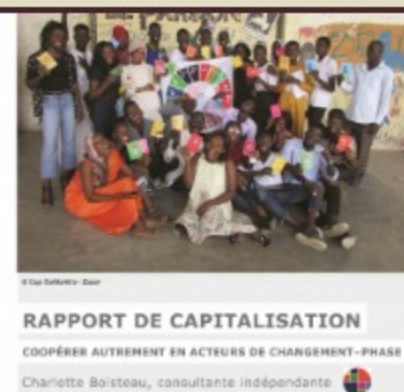 RAPPORT DE CAPITALISATION
COOPÉRER AUTREMENT EN ACTEURS DE CHANGEMENT-PHASE
Charlotte Boisteau, consultante indépendante